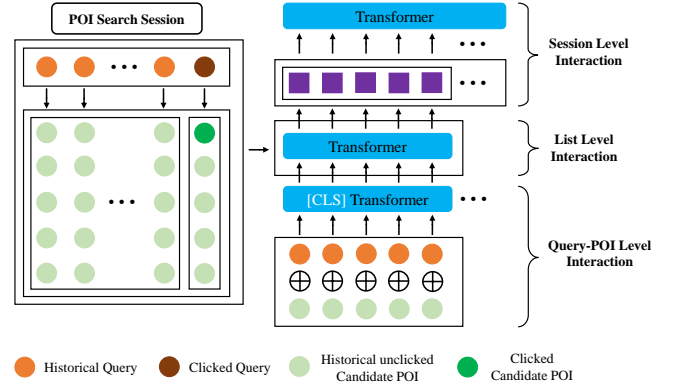 POI Search Session
Transformer
Session Level
Interaction
Transformer
List Level
Interaction
[CLS] Transformer
Query-POI Level
Interaction
Historical Query
Clicked Query
Historical unclicked
Candidate POI
Clicked
Candidate POI